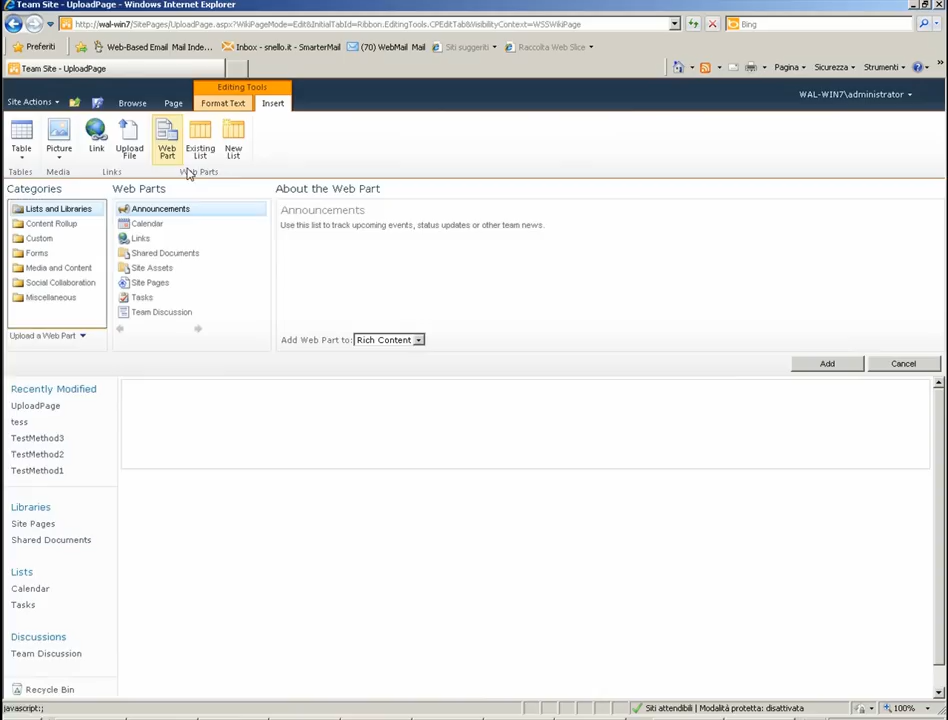 Team Site - UploadPage - Windows Internet Explorer
http://wal-win7/SitePages/UploadPage.aspx?WikiPageMode=Edit&InitialTabId=Ribbon.EditingTools.CPEditTab&VisibilityContext=WSSWikiPage
Bing
Preferiti
Web-Based Email Mail Inde...
Inbox - snello.it - SmarterMail
(70) WebMail Mail
Siti suggeriti
Raccolta Web Slice
Team Site - UploadPage
Pagina
Sicurezza
Strumenti
Editing Tools
Site Actions
Browse
Page
Format Text
Insert
WAL-WIN7\administrator
Table
Picture
Link
Upload File
Web Part
Existing List
New List
Tables
Media
Links
Web Parts
Categories
Web Parts
About the Web Part
Lists and Libraries
Content Rollup
Custom
Forms
Media and Content
Social Collaboration
Miscellaneous
Upload a Web Part
Announcements
Calendar
Links
Shared Documents
Site Assets
Site Pages
Tasks
Team Discussion
Announcements
Use this list to track upcoming events, status updates or other team news.
Add Web Part to: Rich Content
Add
Cancel
Recently Modified
UploadPage
tess
TestMethod3
TestMethod2
TestMethod1
Libraries
Site Pages
Shared Documents
Lists
Calendar
Tasks
Discussions
Team Discussion
Recycle Bin
javascript:;
Siti attendibili | Modalità protetta: disattivata
100%